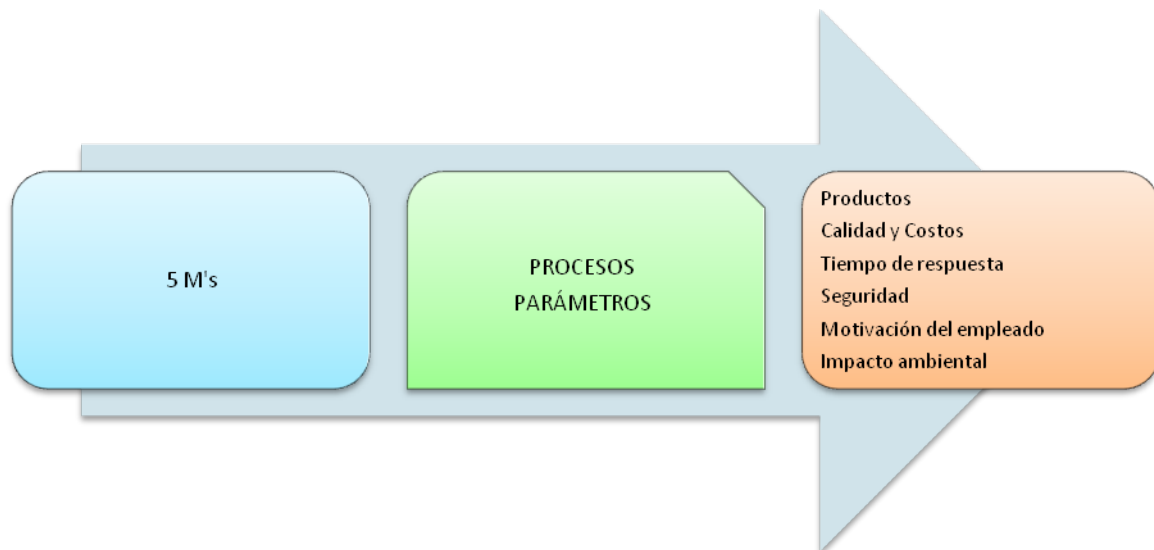 5 M's
PROCESOS
PARÁMETROS
Productos
Calidad y Costos
Tiempo de respuesta
Seguridad
Motivación del empleado
Impacto ambiental